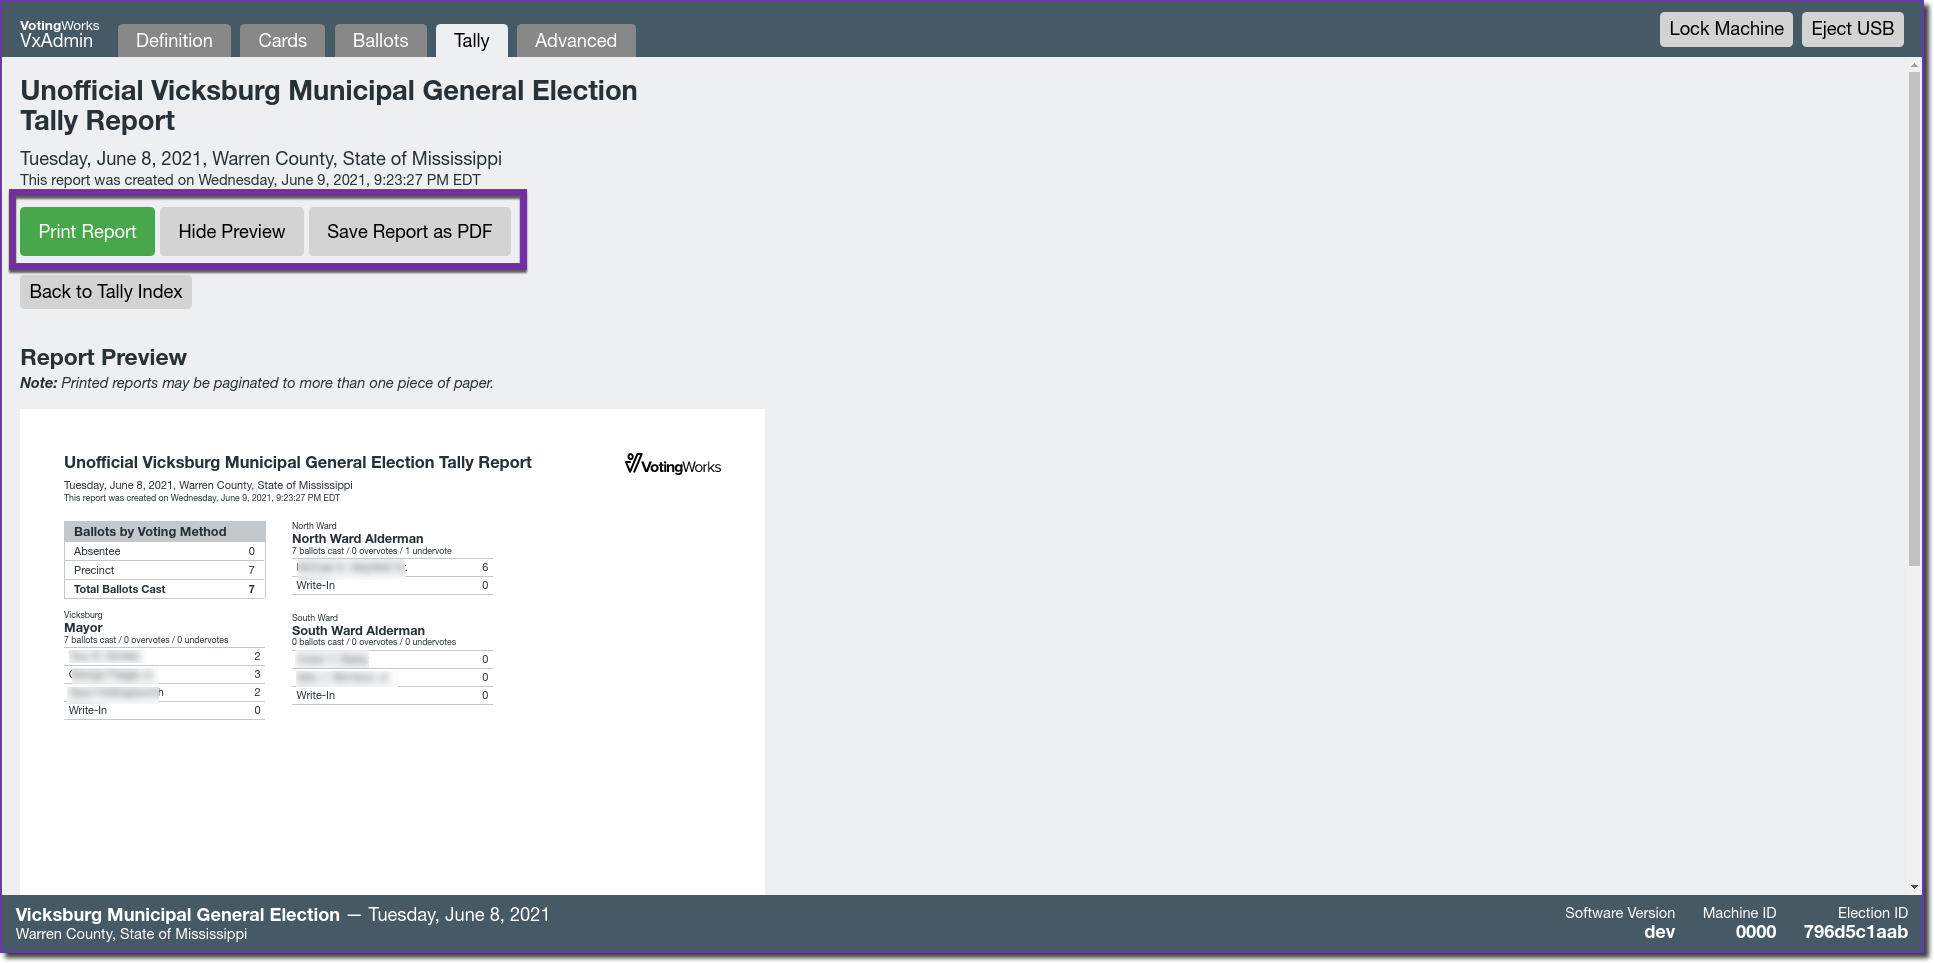 VotingWorks
VxAdmin
Definition
Cards
Ballots
Tally
Advanced
Lock Machine
Eject USB
Unofficial Vicksburg Municipal General Election
Tally Report
Tuesday, June 8, 2021, Warren County, State of Mississippi
This report was created on Wednesday, June 9, 2021, 9:23:27 PM EDT
Print Report
Hide Preview
Save Report as PDF
Back to Tally Index
Report Preview
Note: Printed reports may be paginated to more than one piece of paper.
Unofficial Vicksburg Municipal General Election Tally Report
VotingWorks
Tuesday, June 8, 2021, Warren County, State of Mississippi
This report was created on Wednesday, June 9, 2021, 9:23:27 PM EDT
Ballots by Voting Method
Absentee 0
Precinct 7
Total Ballots Cast 7
Vicksburg
Mayor
7 ballots cast / 0 overvotes / 0 undervotes
2
3
2
Write-In 0
North Ward
North Ward Alderman
7 ballots cast / 0 overvotes / 1 undervote
6
Write-In 0
South Ward
South Ward Alderman
0 ballots cast / 0 overvotes / 0 undervotes
0
0
Write-In 0
Vicksburg Municipal General Election — Tuesday, June 8, 2021
Warren County, State of Mississippi
Software Version
dev
Machine ID
0000
Election ID
796d5c1aab